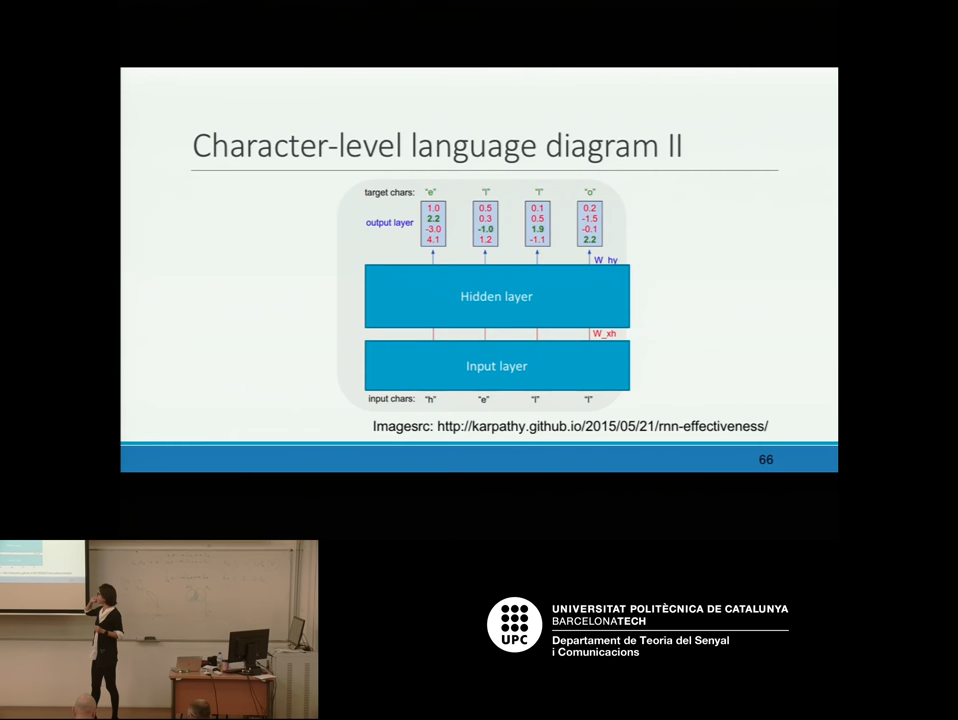 Character-level language diagram II
target chars: "e" "l" "l" "o"
output layer
1.0 0.5 0.1 0.2
2.2 0.3 0.5 -1.5
-3.0 -1.0 1.9 -0.1
4.1 1.2 -1.1 2.2
W_hy
Hidden layer
W_xh
Input layer
input chars: "h" "e" "l" "l"
Imagesrc: http://karpathy.github.io/2015/05/21/rnn-effectiveness/
66
UPC
UNIVERSITAT POLITÈCNICA DE CATALUNYA
BARCELONATECH
Departament de Teoria del Senyal
i Comunicacions